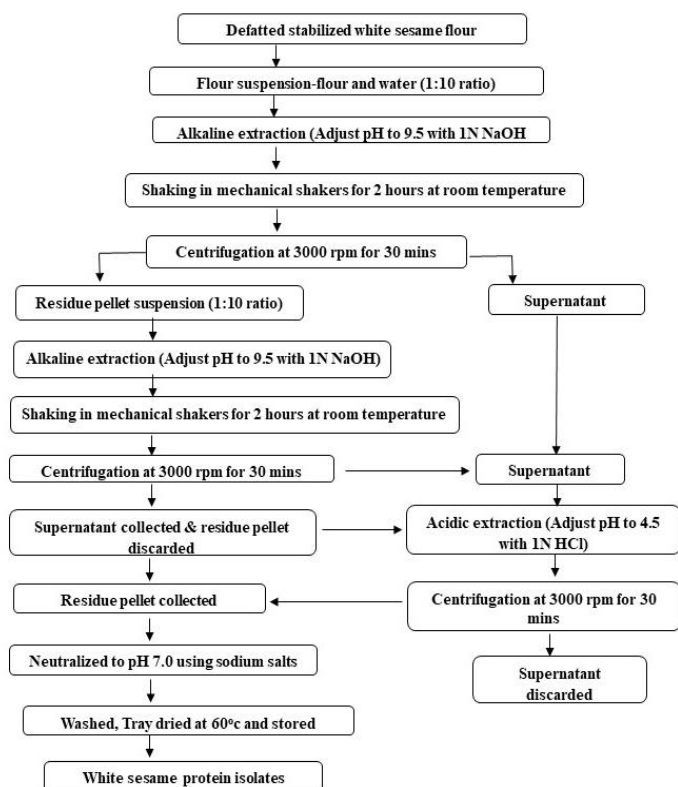 Defatted stabilized white sesame flour
Flour suspension-flour and water (1:10 ratio)
Alkaline extraction (Adjust pH to 9.5 with 1N NaOH
Shaking in mechanical shakers for 2 hours at room temperature
Centrifugation at 3000 rpm for 30 mins
Residue pellet suspension (1:10 ratio)
Supernatant
Alkaline extraction (Adjust pH to 9.5 with 1N NaOH)
Shaking in mechanical shakers for 2 hours at room temperature
Centrifugation at 3000 rpm for 30 mins
Supernatant
Supernatant collected & residue pellet
discarded
Acidic extraction (Adjust pH to 4.5
with 1N HCl)
Residue pellet collected
Centrifugation at 3000 rpm for 30
mins
Neutralized to pH 7.0 using sodium salts
Supernatant
discarded
Washed, Tray dried at 60°c and stored
White sesame protein isolates